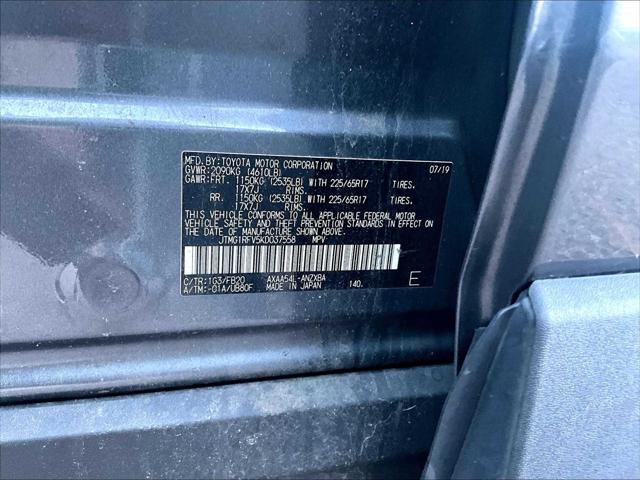 MFD.BY:TOYOTA MOTOR CORPORATION 07/19
GVWR:2090KG (4610LB)
GAWR:FRT. 1150KG (2535LB) WITH 225/65R17 TIRES.
17X7J RIMS.
RR. 1150KG (2535LB) WITH 225/65R17 TIRES.
17X7J RIMS.
THIS VEHICLE CONFORMS TO ALL APPLICABLE FEDERAL MOTOR
VEHICLE SAFETY AND THEFT PREVENTION STANDARDS IN EFFECT
ON THE DATE OF MANUFACTURE SHOWN ABOVE.
JTMG1RFV5KD037558 MPV
C/TR:1G3/FB20 AXAA54L-ANZXBA
A/TM:-01A/UB80F MADE IN JAPAN 140. E